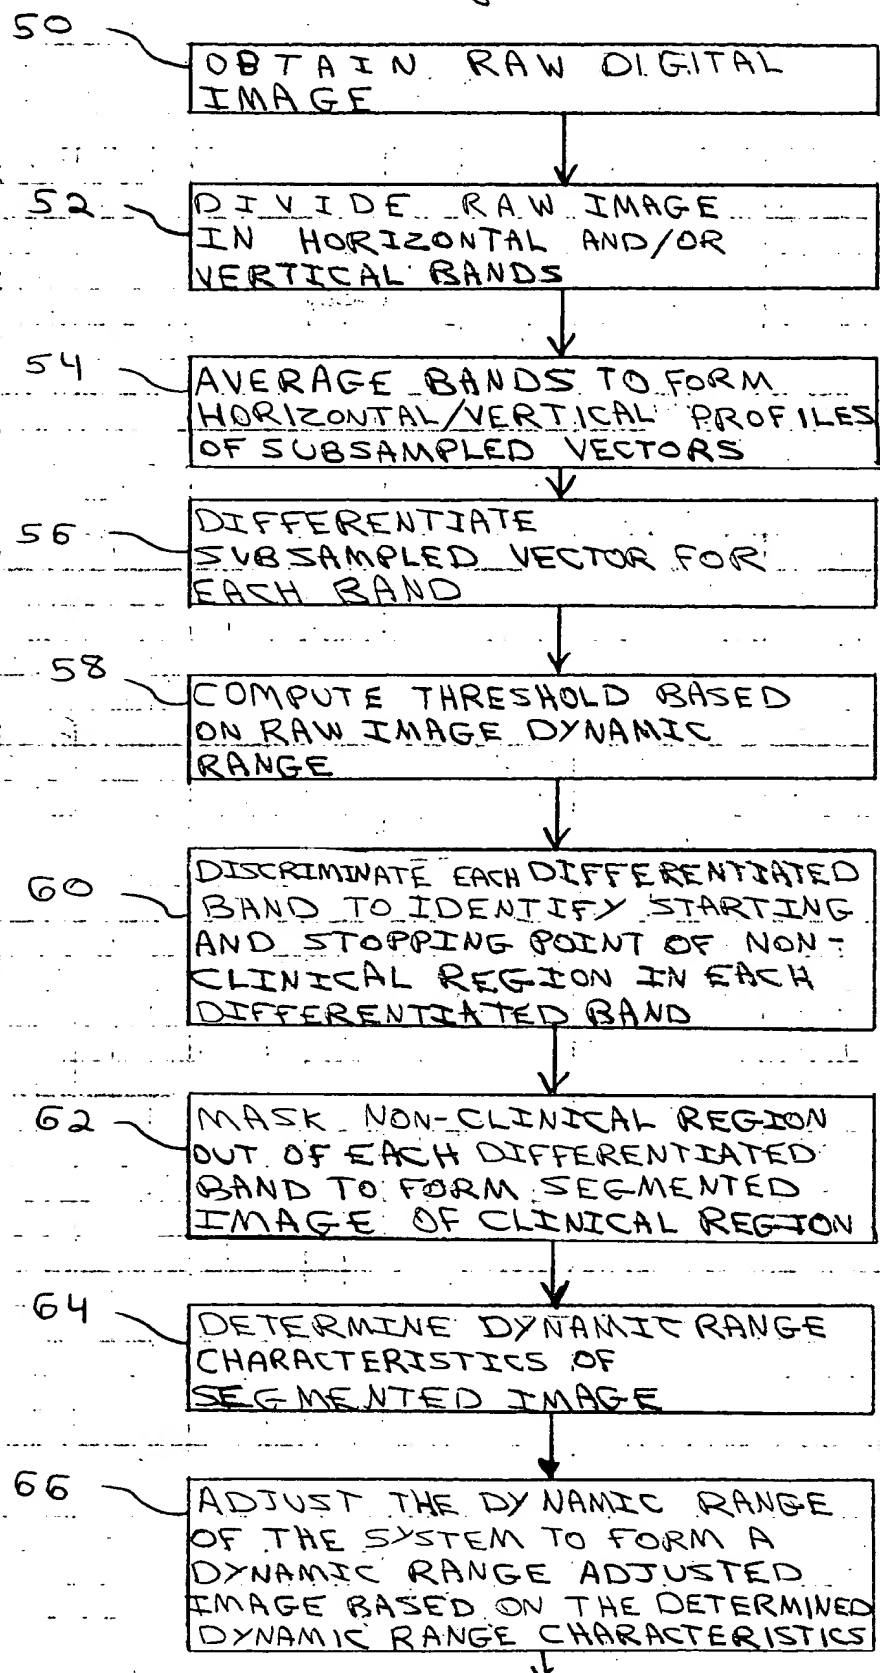 50
OBTAIN RAW DIGITAL
IMAGE
52
DIVIDE RAW IMAGE
IN HORIZONTAL AND/OR
VERTICAL BANDS
54
AVERAGE BANDS TO FORM
HORIZONTAL/VERTICAL PROFILES
OF SUBSAMPLED VECTORS
56
DIFFERENTIATE
SUBSAMPLED VECTOR FOR
EACH BAND
58
COMPUTE THRESHOLD BASED
ON RAW IMAGE DYNAMIC
RANGE
60
DISCRIMINATE EACH DIFFERENTIATED
BAND TO IDENTIFY STARTING
AND STOPPING POINT OF NON-
CLINICAL REGION IN EACH
DIFFERENTIATED BAND
62
MASK NON-CLINICAL REGION
OUT OF EACH DIFFERENTIATED
BAND TO FORM SEGMENTED
IMAGE OF CLINICAL REGION
64
DETERMINE DYNAMIC RANGE
CHARACTERISTICS OF
SEGMENTED IMAGE
66
ADJUST THE DYNAMIC RANGE
OF THE SYSTEM TO FORM A
DYNAMIC RANGE ADJUSTED
IMAGE BASED ON THE DETERMINED
DYNAMIC RANGE CHARACTERISTICS